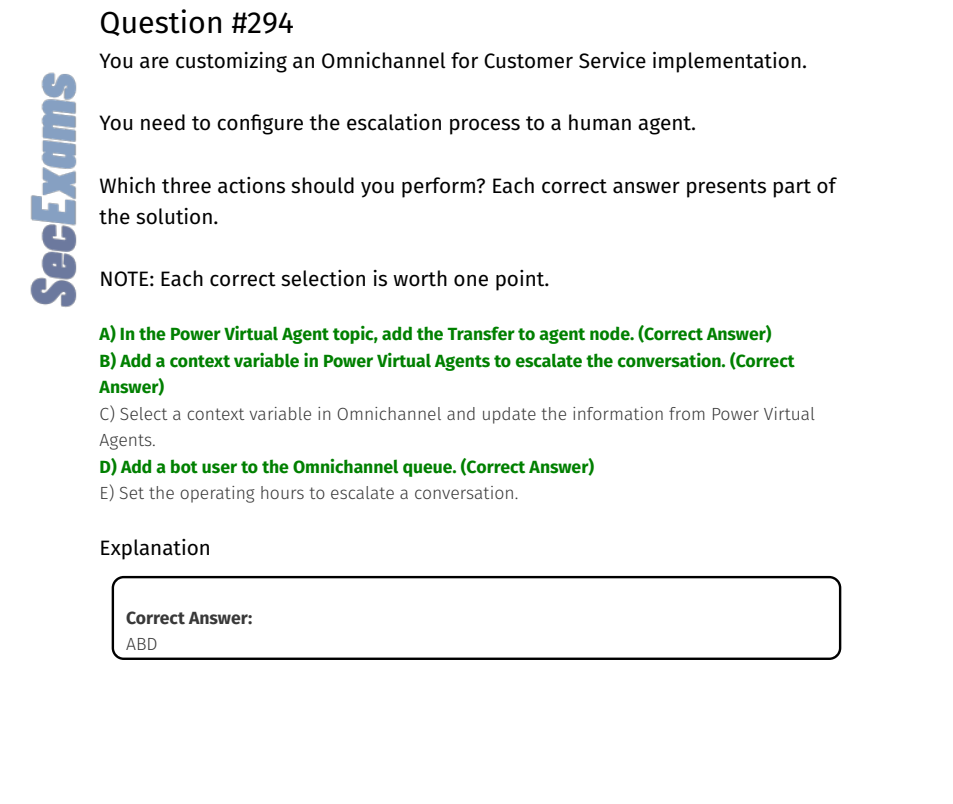 Question #294
You are customizing an Omnichannel for Customer Service implementation.
You need to configure the escalation process to a human agent.
Which three actions should you perform? Each correct answer presents part of
the solution.
NOTE: Each correct selection is worth one point.
SecExams
A) In the Power Virtual Agent topic, add the Transfer to agent node. (Correct Answer)
B) Add a context variable in Power Virtual Agents to escalate the conversation. (Correct
Answer)
C) Select a context variable in Omnichannel and update the information from Power Virtual
Agents.
D) Add a bot user to the Omnichannel queue. (Correct Answer)
E) Set the operating hours to escalate a conversation.
Explanation
Correct Answer:
ABD